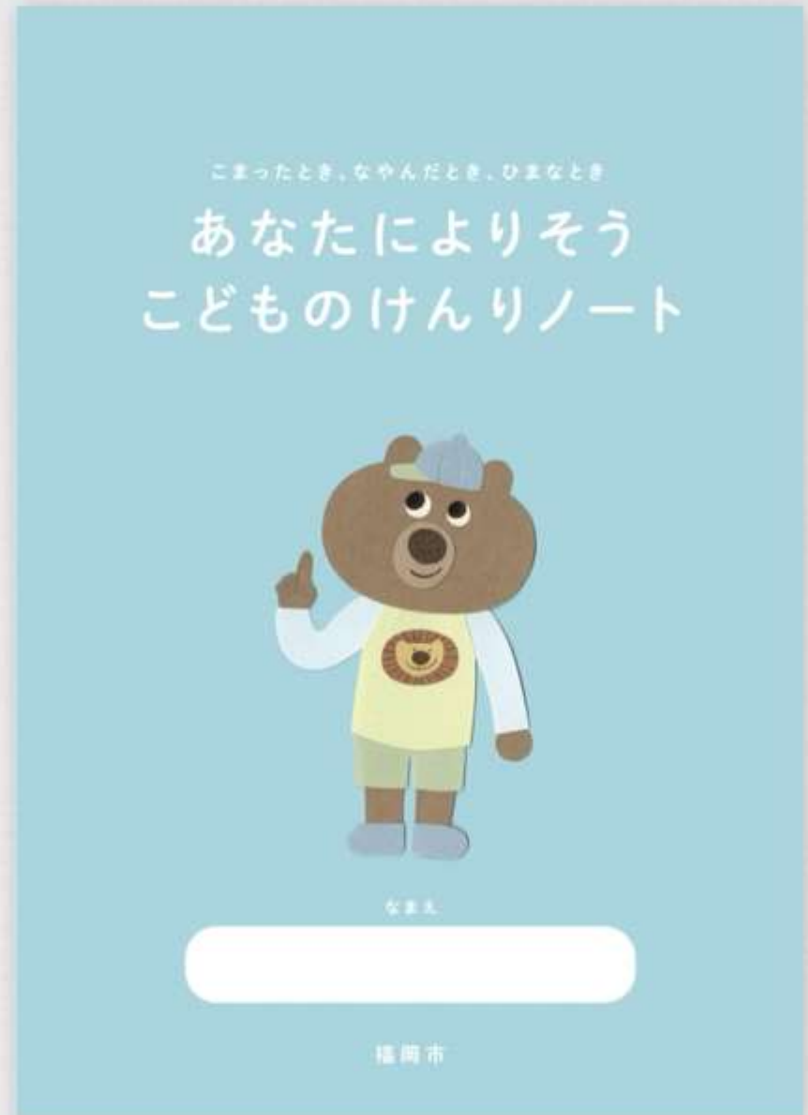 こまったとき、なやんだとき、ひまなとき
あなたによりそう
こどものけんりノート
なまえ
福岡市